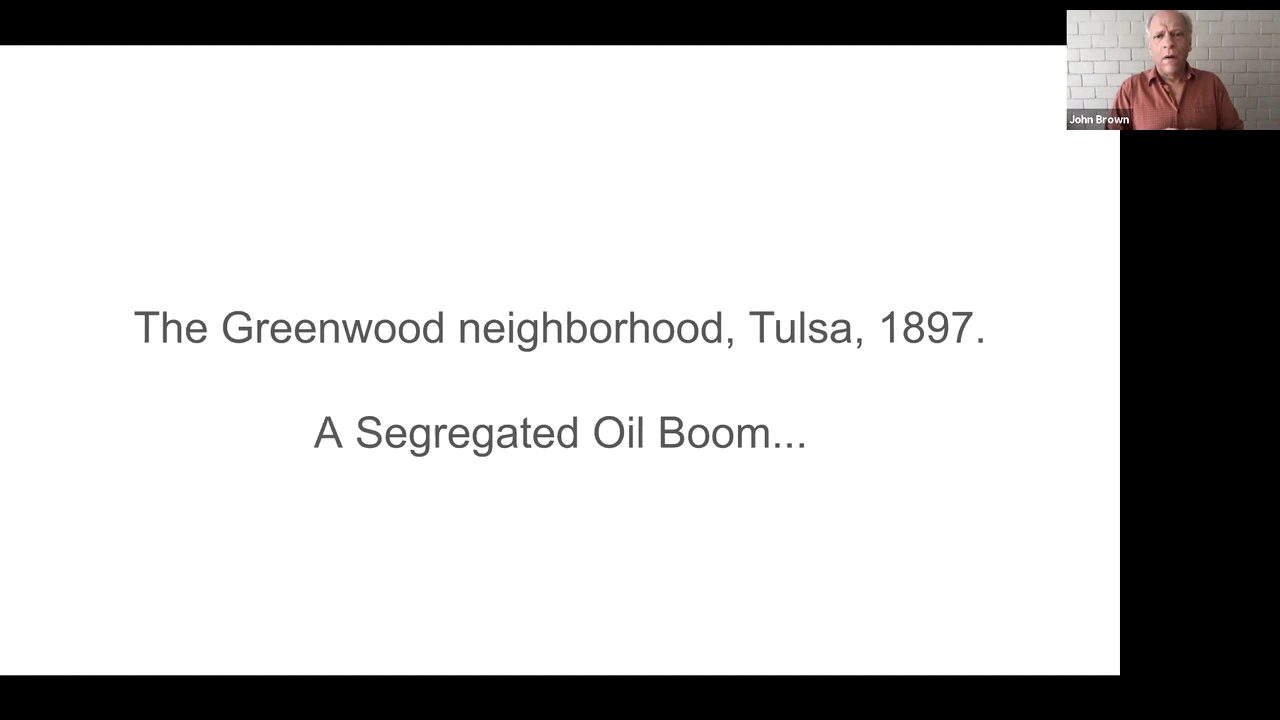 John Brown
The Greenwood neighborhood, Tulsa, 1897.
A Segregated Oil Boom...